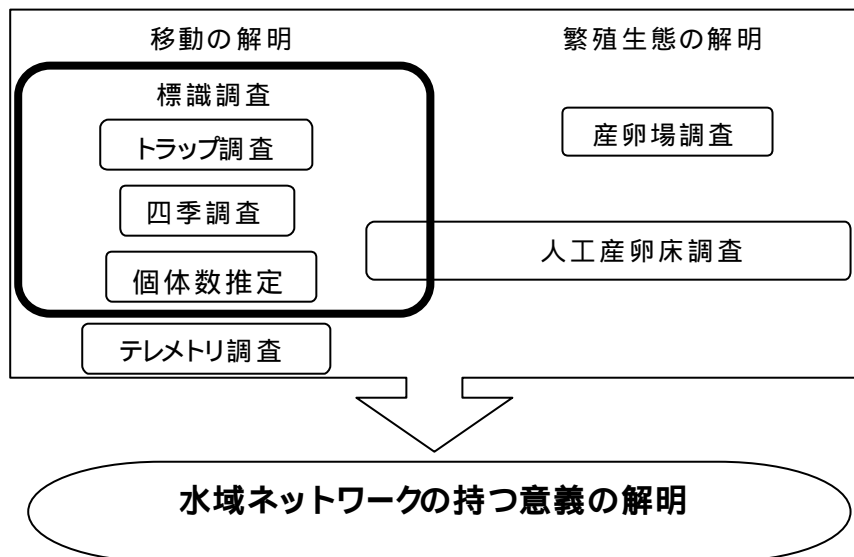 移動の解明
繁殖生態の解明
標識調査
トラップ調査
産卵場調査
四季調査
人工産卵床調査
個体数推定
テレメトリ調査
水域ネットワークの持つ意義の解明